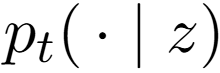 p_t( · | z)